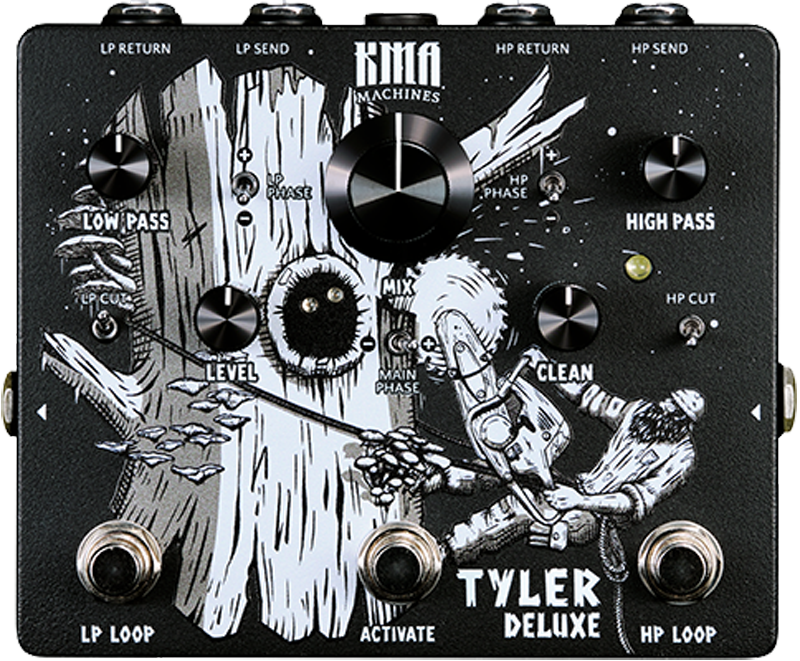 LP RETURN
LP SEND
HP RETURN
HP SEND
KMA
MACHINES
LP
PHASE
HP
PHASE
LOW PASS
HIGH PASS
MIX
LP CUT
HP CUT
LEVEL
MAIN
PHASE
CLEAN
TYLER
DELUXE
LP LOOP
ACTIVATE
HP LOOP